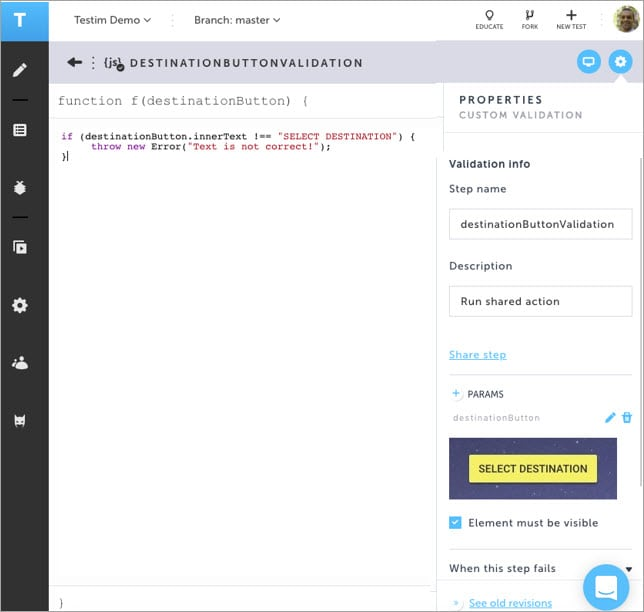 T
Testim Demo
Branch: master
EDUCATE
FORK
NEW TEST
{js}
DESTINATIONBUTTONVALIDATION
function f(destinationButton) {
if (destinationButton.innerText !== "SELECT DESTINATION") {
throw new Error("Text is not correct!");
}
}
PROPERTIES
CUSTOM VALIDATION
Validation info
Step name
destinationButtonValidation
Description
Run shared action
Share step
+ PARAMS
destinationButton
SELECT DESTINATION
Element must be visible
When this step fails
See old revisions